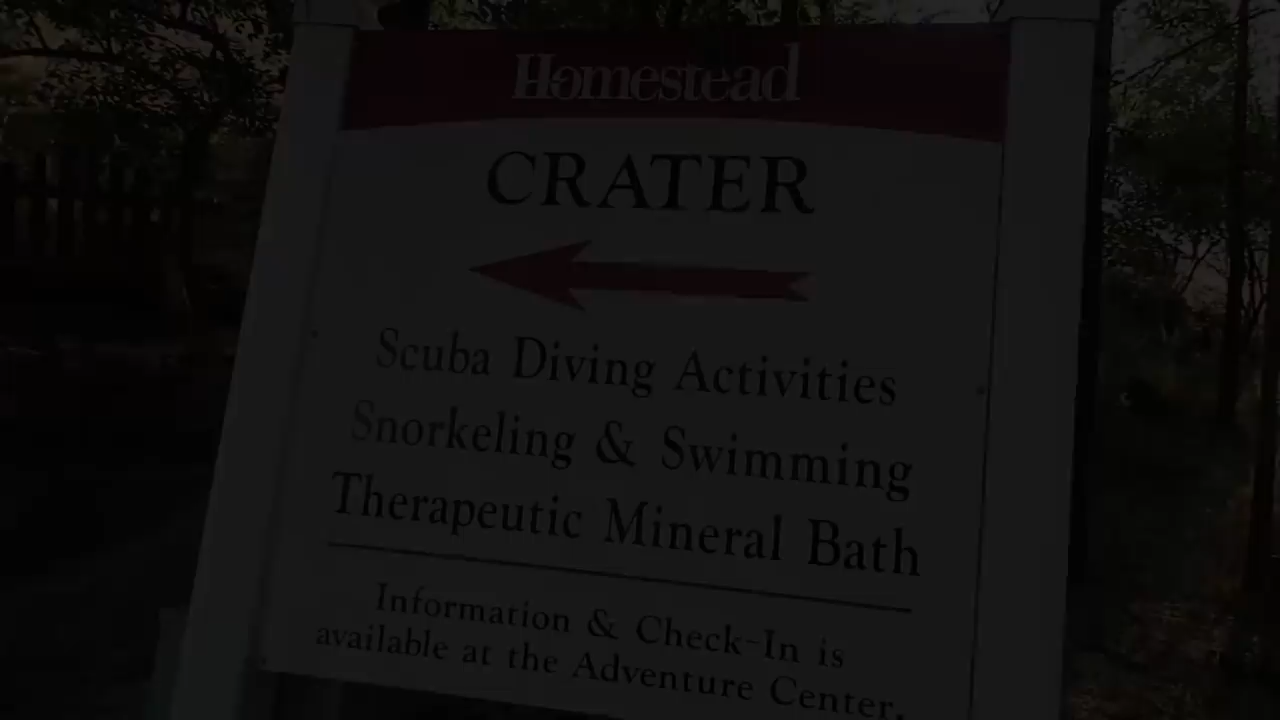 Homestead
CRATER
Scuba Diving Activities
Snorkeling & Swimming
Therapeutic Mineral Bath
Information & Check-In is
available at the Adventure Center.